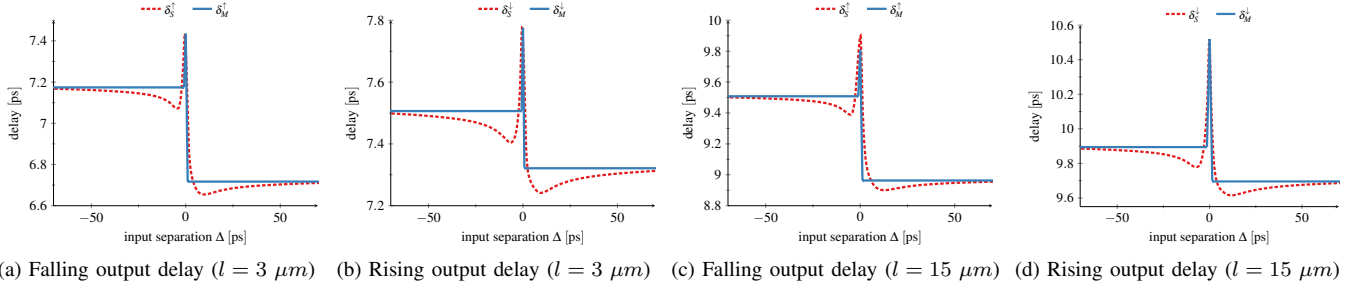 δ_S^↑ δ_M^↑
7.4
7.2
7
6.8
6.6
delay [ps]
−50 0 50
input separation Δ [ps]
δ_S^↓ δ_M^↓
7.8
7.6
7.4
7.2
delay [ps]
−50 0 50
input separation Δ [ps]
δ_S^↑ δ_M^↑
10
9.8
9.6
9.4
9.2
9
8.8
delay [ps]
−50 0 50
input separation Δ [ps]
δ_S^↓ δ_M^↓
10.6
10.4
10.2
10
9.8
9.6
delay [ps]
−50 0 50
input separation Δ [ps]
a) Falling output delay (l = 3 μm) (b) Rising output delay (l = 3 μm) (c) Falling output delay (l = 15 μm) (d) Rising output delay (l = 15 μm)